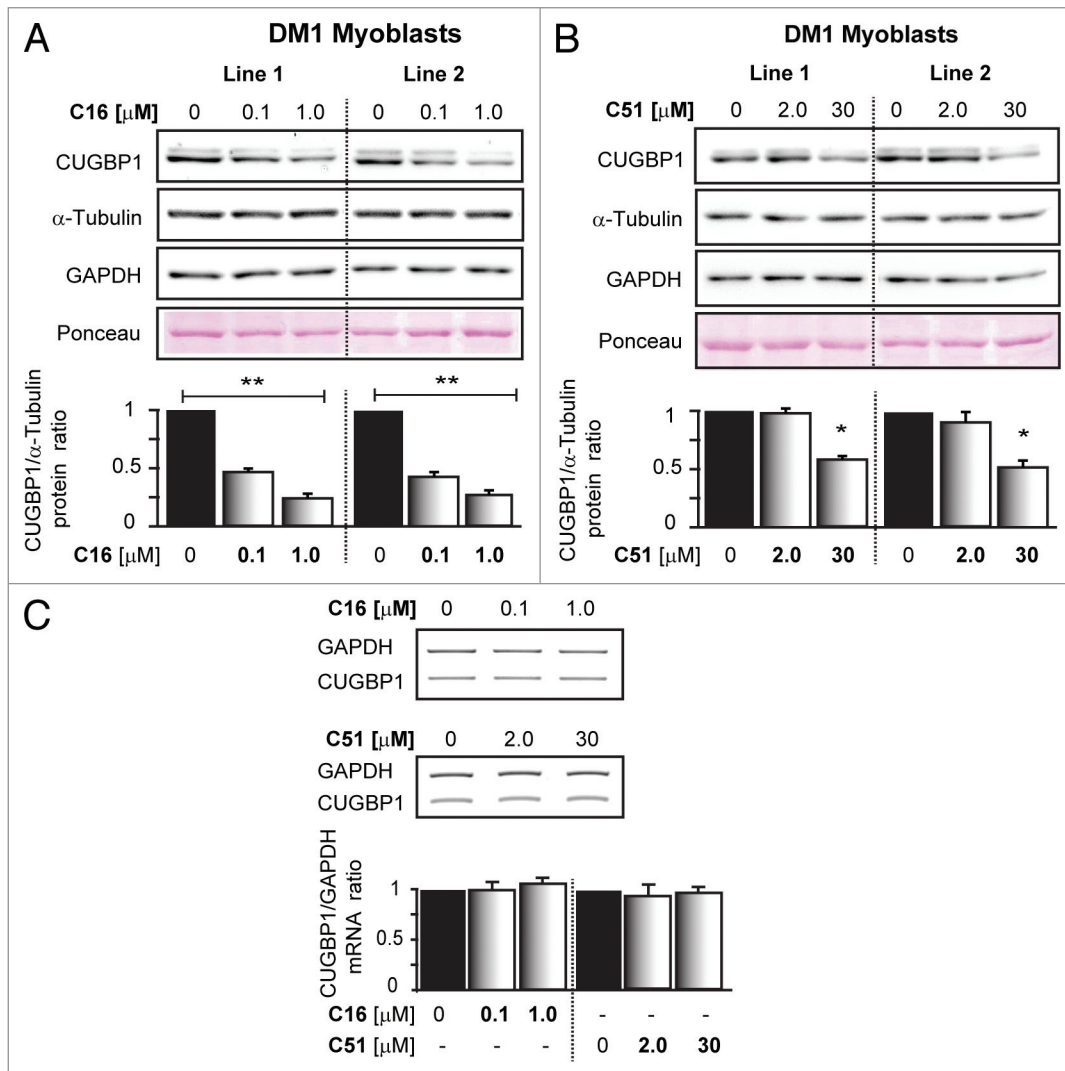 A
DM1 Myoblasts
Line 1 Line 2
C16 [μM] 0 0.1 1.0 0 0.1 1.0
CUGBP1
α-Tubulin
GAPDH
Ponceau
CUGBP1/α-Tubulin
protein ratio
** **
1
0.5
0
C16 [μM] 0 0.1 1.0 0 0.1 1.0
B
DM1 Myoblasts
Line 1 Line 2
C51 [μM] 0 2.0 30 0 2.0 30
CUGBP1
α-Tubulin
GAPDH
Ponceau
CUGBP1/α-Tubulin
protein ratio
* *
1
0.5
0
C51 [μM] 0 2.0 30 0 2.0 30
C
C16 [μM] 0 0.1 1.0
GAPDH
CUGBP1
C51 [μM] 0 2.0 30
GAPDH
CUGBP1
CUGBP1/GAPDH
mRNA ratio
1
0.5
0
C16 [μM] 0 0.1 1.0 - - -
C51 [μM] - - - 0 2.0 30